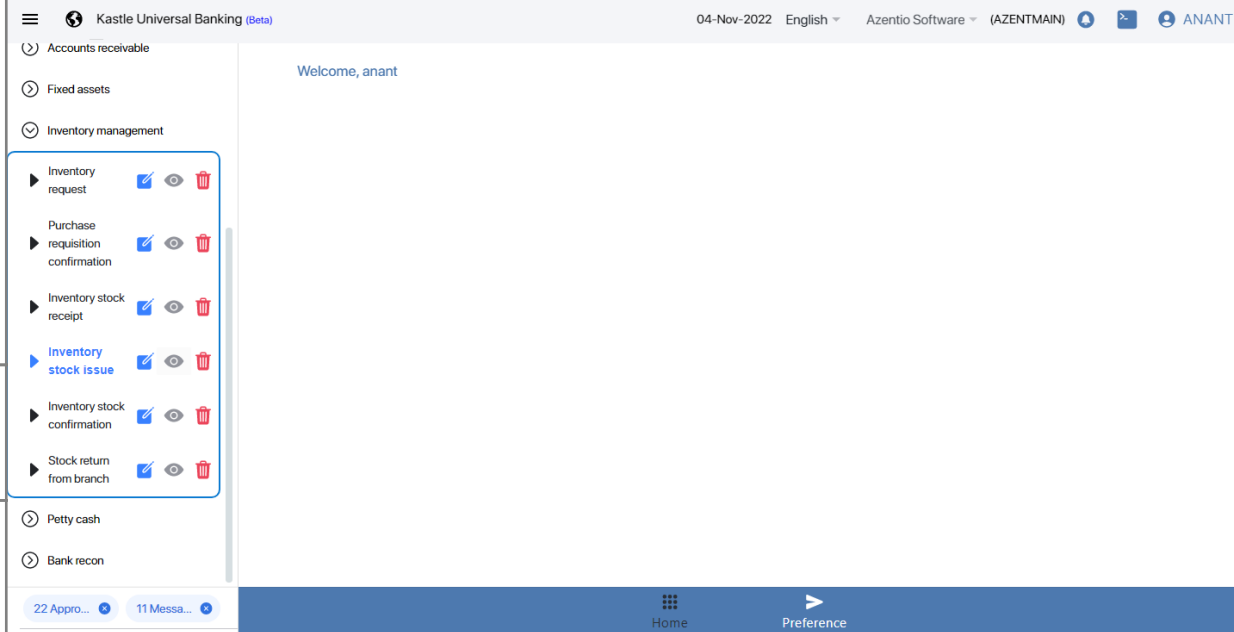 Kastle Universal Banking (Beta)
04-Nov-2022 English Azentio Software (AZENTMAIN) ANANT
Accounts receivable
Fixed assets
Inventory management
Inventory
request
Purchase
requisition
confirmation
Inventory stock
receipt
Inventory
stock issue
Inventory stock
confirmation
Stock return
from branch
Petty cash
Bank recon
22 Appro... 11 Messa...
Welcome, anant
Home Preference